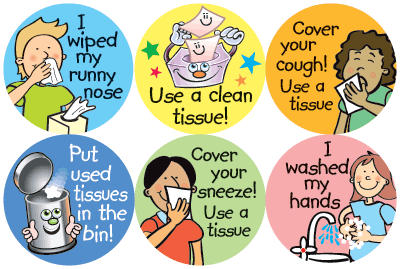 I
wiped
my
runny
nose
Use a clean
tissue!
Cover
your
cough!
Use a
tissue
Put
used
tissues
in the
bin!
Cover
your
sneeze!
Use a
tissue
I
washed
my
hands